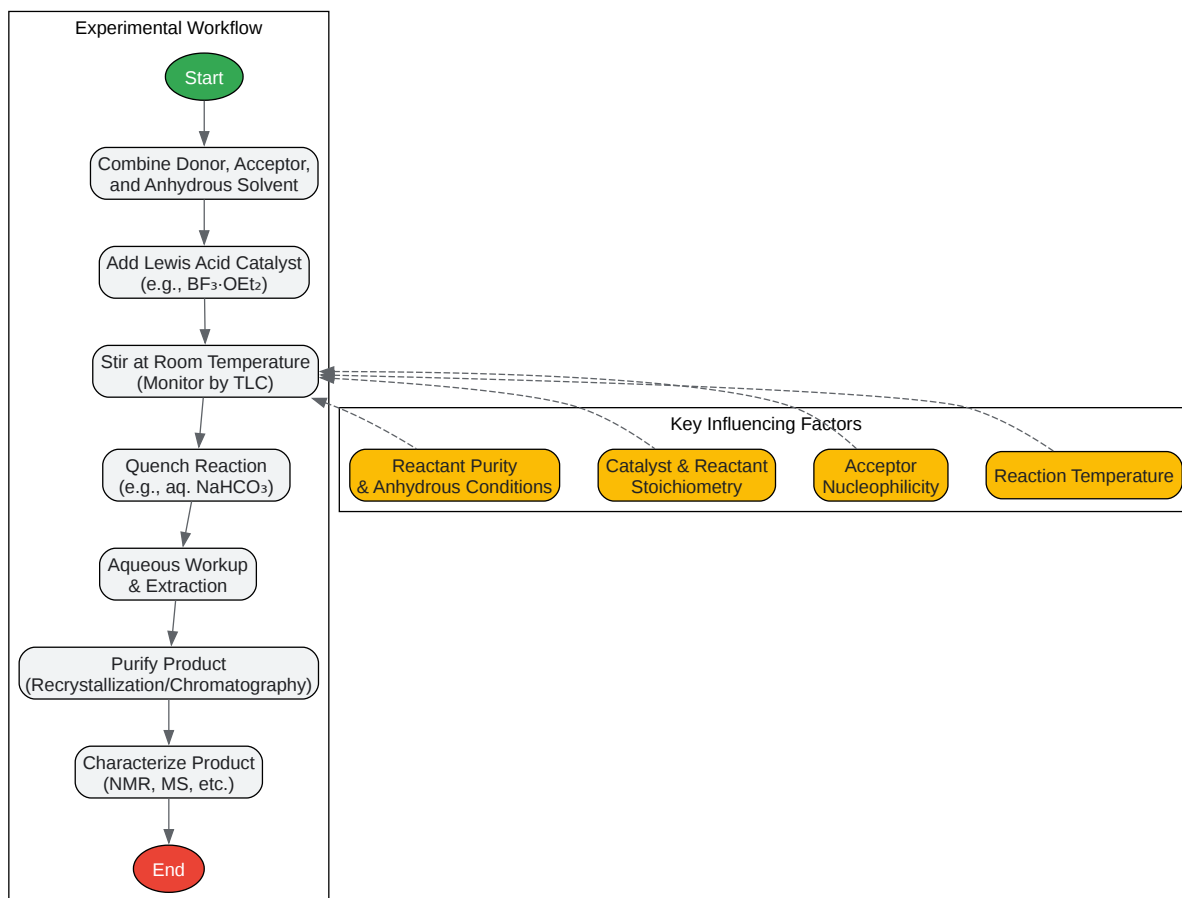 Experimental Workflow
Start
Combine Donor, Acceptor,
and Anhydrous Solvent
Add Lewis Acid Catalyst
(e.g., BF₃·OEt₂)
Stir at Room Temperature
(Monitor by TLC)
Quench Reaction
(e.g., aq. NaHCO₃)
Aqueous Workup
& Extraction
Purify Product
(Recrystallization/Chromatography)
Characterize Product
(NMR, MS, etc.)
End
Key Influencing Factors
Reactant Purity
& Anhydrous Conditions
Catalyst & Reactant
Stoichiometry
Acceptor
Nucleophilicity
Reaction Temperature